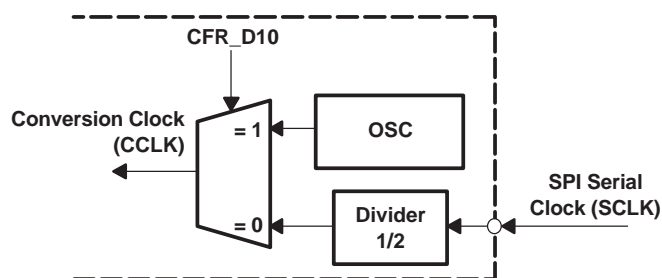 CFR_D10
Conversion Clock
(CCLK)
= 1
OSC
SPI Serial
Clock (SCLK)
= 0
Divider
1/2